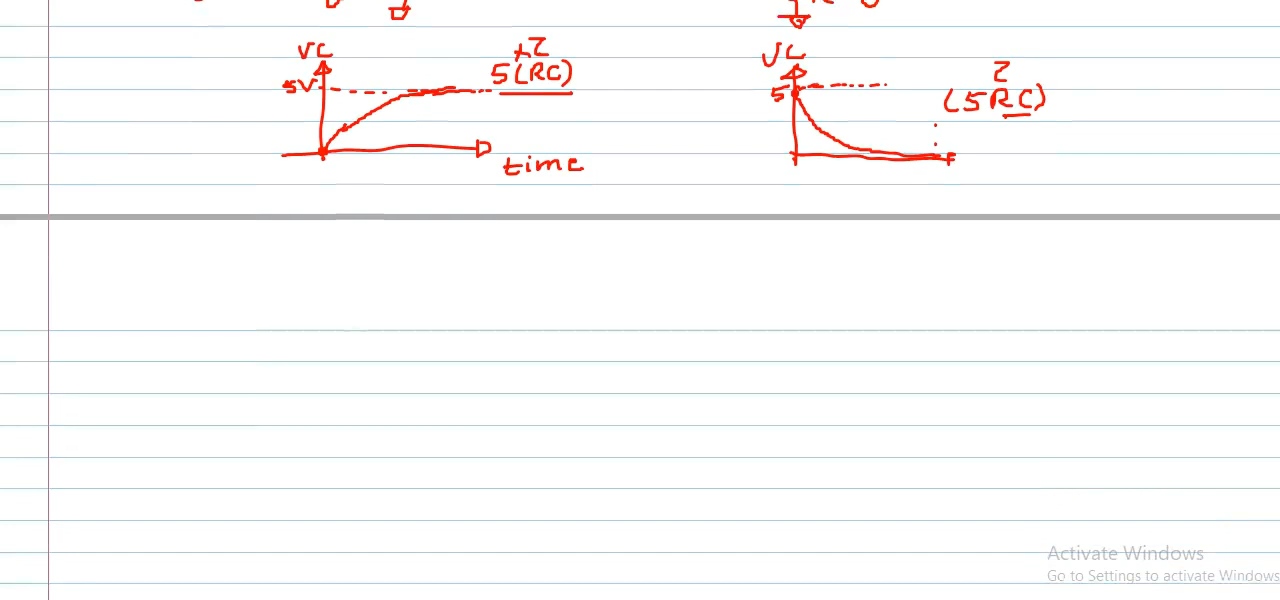 VC
5V
5(RC)
time
VC
5
(5RC)
Activate Windows
Go to Settings to activate Windows